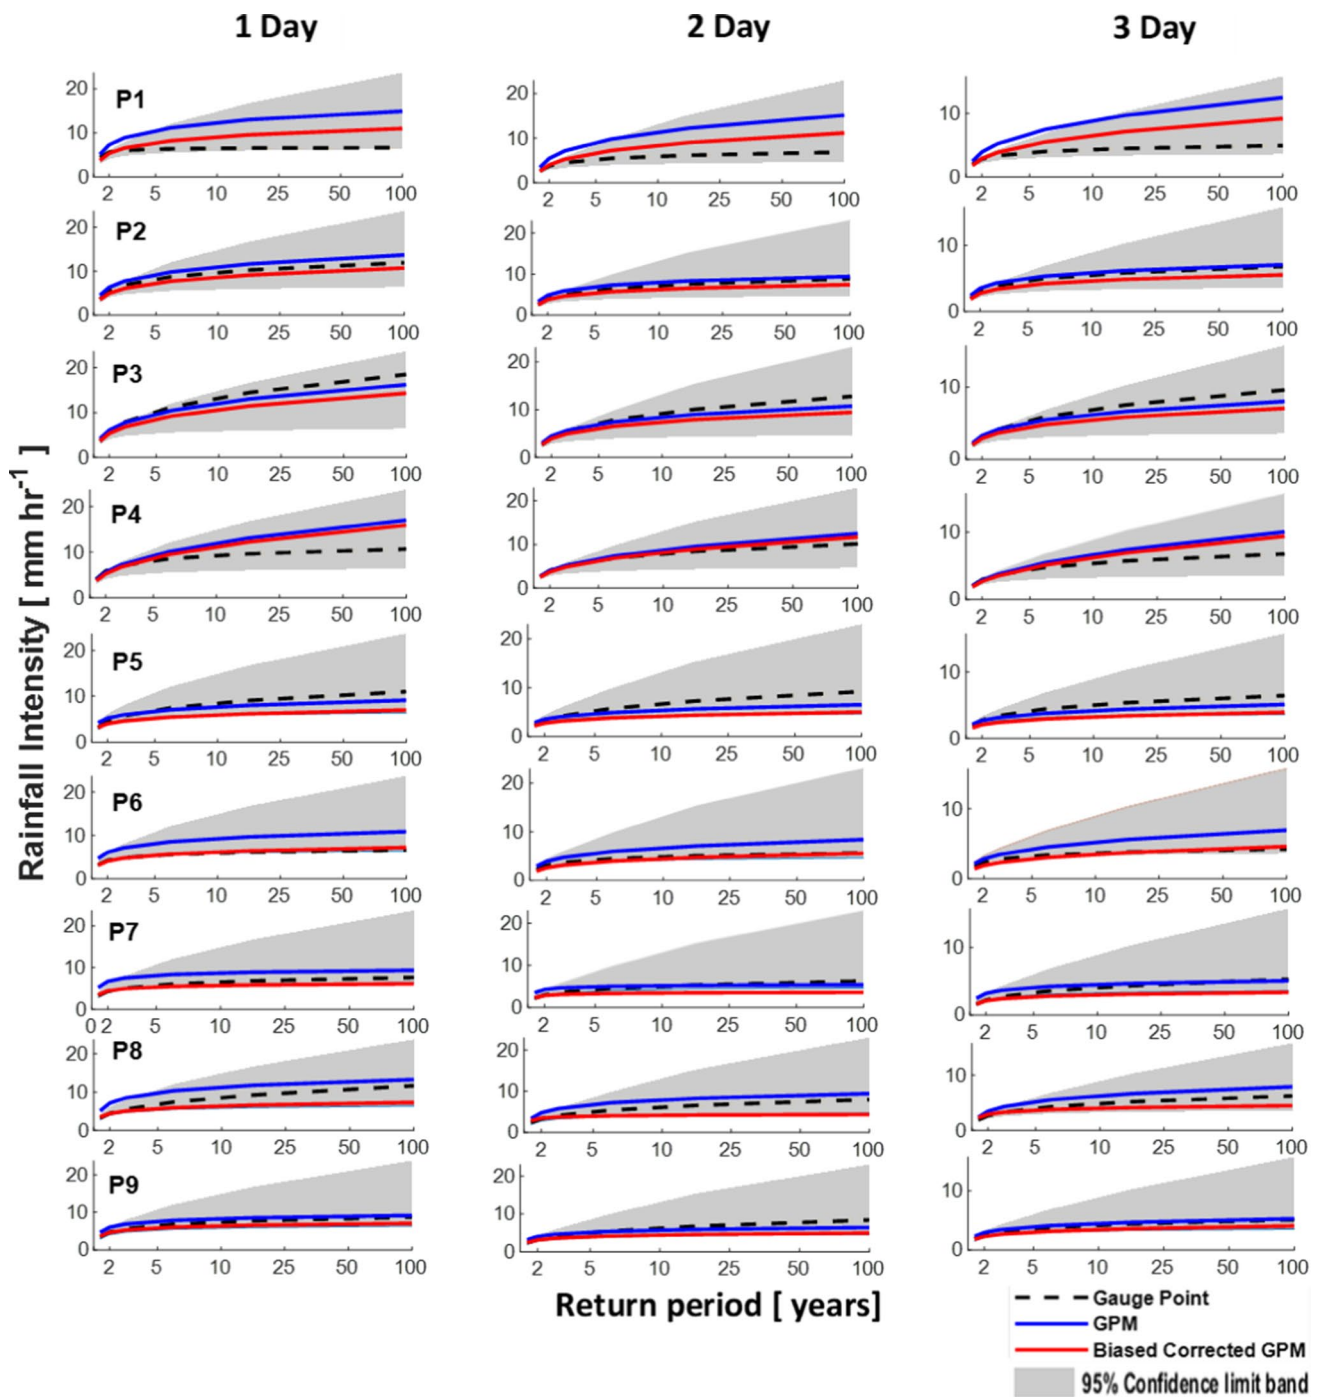 1 Day 2 Day 3 Day
P1
20 10 0 20 10 0 10 0
2 5 10 25 50 100 2 5 10 25 50 100 2 5 10 25 50 100
P2
20 10 0 20 10 0 10 0
2 5 10 25 50 100 2 5 10 25 50 100 2 5 10 25 50 100
P3
20 10 0 20 10 0 10 0
2 5 10 25 50 100 2 5 10 25 50 100 2 5 10 25 50 100
Rainfall Intensity [ mm hr-1 ]
P4
20 10 0 20 10 0 10 0
2 5 10 25 50 100 2 5 10 25 50 100 2 5 10 25 50 100
P5
20 10 0 20 10 0 10 0
2 5 10 25 50 100 2 5 10 25 50 100 2 5 10 25 50 100
P6
20 10 0 20 10 0 10 0
2 5 10 25 50 100 2 5 10 25 50 100 2 5 10 25 50 100
P7
20 10 0 20 10 0 10 0
0 2 5 10 25 50 100 2 5 10 25 50 100 2 5 10 25 50 100
P8
20 10 0 20 10 0 10 0
2 5 10 25 50 100 2 5 10 25 50 100 2 5 10 25 50 100
P9
20 10 0 20 10 0 10 0
2 5 10 25 50 100 2 5 10 25 50 100 2 5 10 25 50 100
Return period [ years]
Gauge Point
GPM
Biased Corrected GPM
95% Confidence limit band